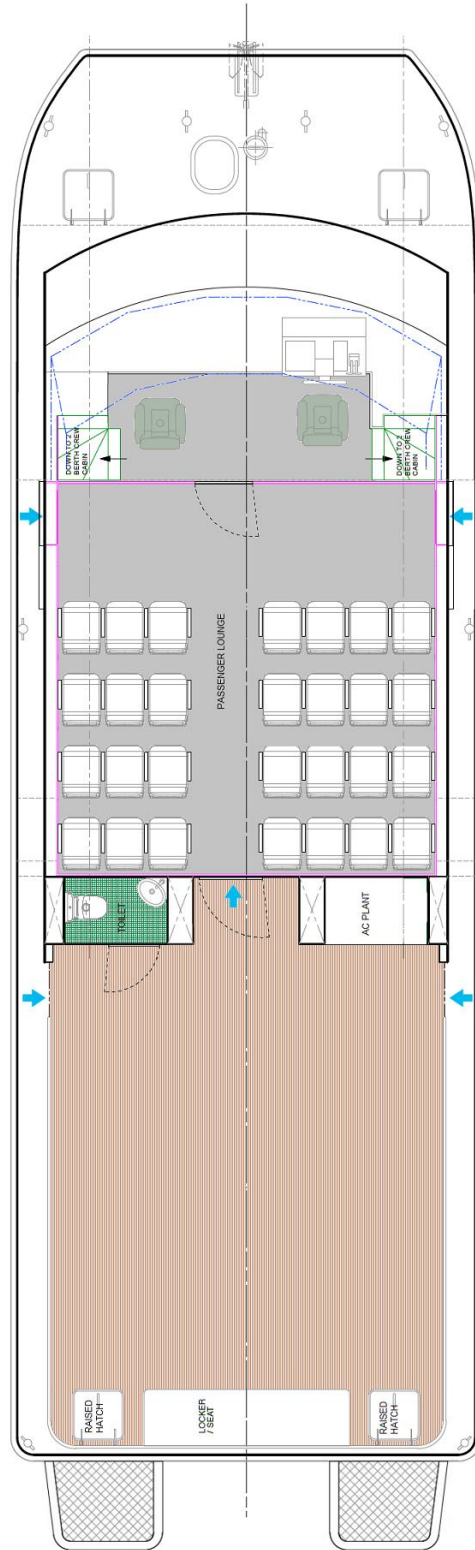 DOWN TO 2
BERTH CREW
CABIN
DOWN TO 2
BERTH CREW
CABIN
PASSENGER LOUNGE
TOILET
AC PLANT
RAISED
HATCH
LOCKER
/ SEAT
RAISED
HATCH